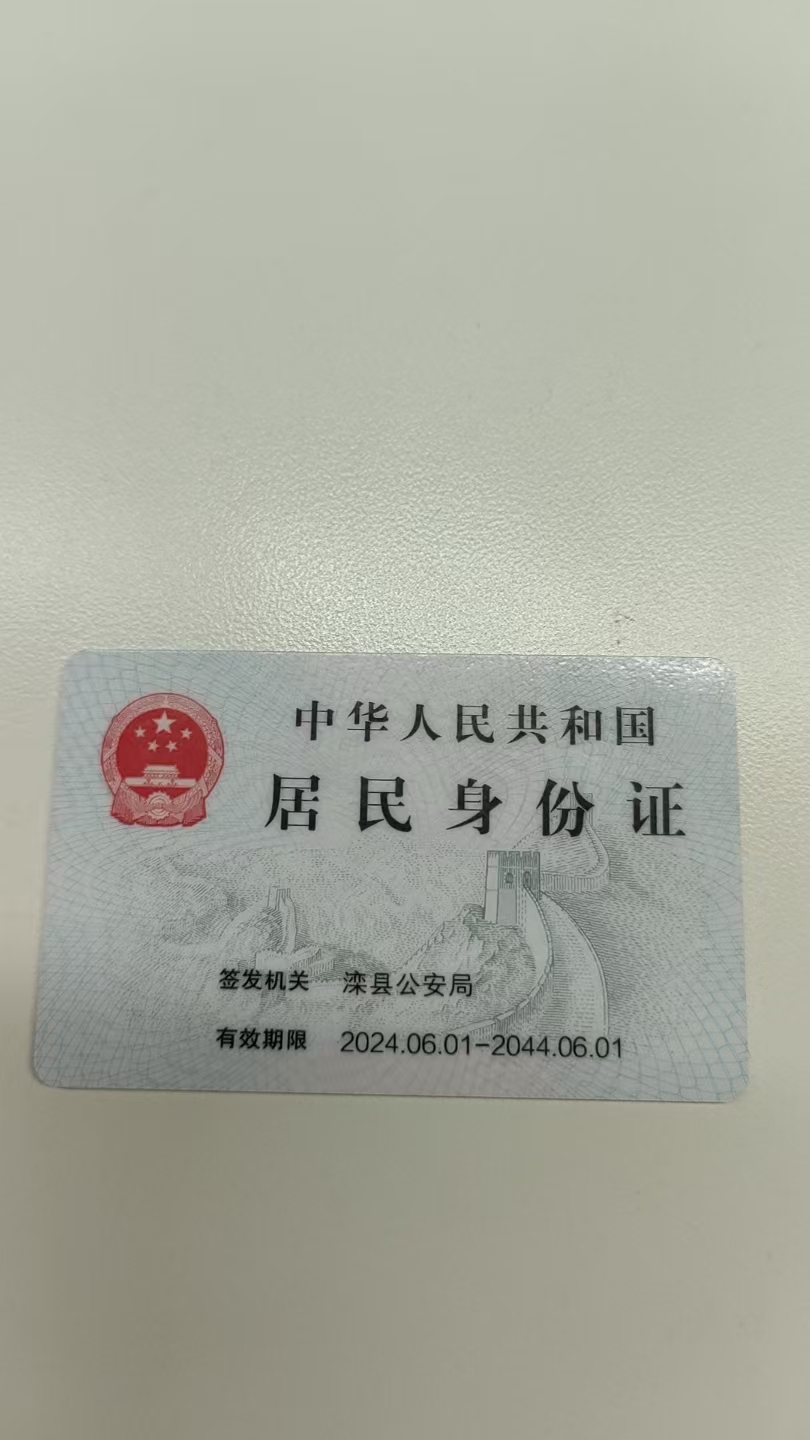 中华人民共和国
居民身份证
签发机关 滦县公安局
有效期限 2024.06.01-2044.06.01